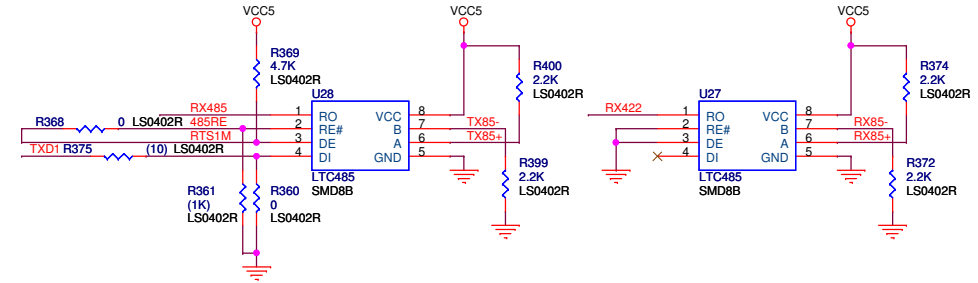 VCC5
VCC5
VCC5
R369
4.7K
LS0402R
R400
2.2K
LS0402R
R374
2.2K
LS0402R
U28
U27
RX485
1
RO
VCC
8
R368
0
LS0402R
485RE
2
RE#
B
7
TX85-
RTS1M
3
DE
A
6
TX85+
TXD1
R375
(10)
LS0402R
4
DI
GND
5
LTC485
SMD8B
RX422
1
RO
VCC
8
2
RE#
B
7
RX85-
3
DE
A
6
RX85+
4
DI
GND
5
LTC485
SMD8B
R361
(1K)
LS0402R
R360
0
LS0402R
R399
2.2K
LS0402R
R372
2.2K
LS0402R